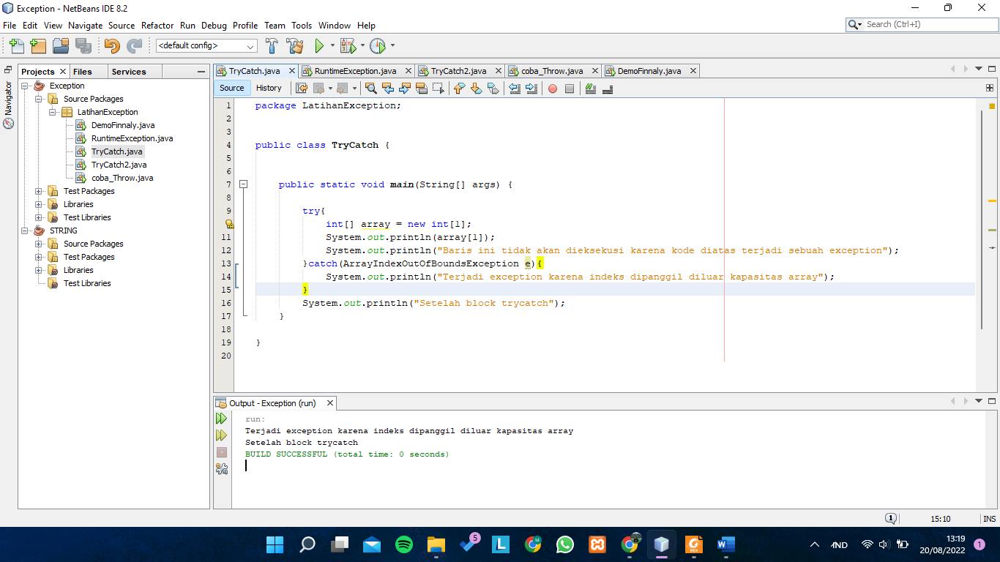 Exception - NetBeans IDE 8.2
File Edit View Navigate Source Refactor Run Debug Profile Team Tools Window Help
Search (Ctrl+I)
<default config>
Projects Files Services
Navigator
Exception
Source Packages
LatihanException
DemoFinnaly.java
RuntimeException.java
TryCatch.java
TryCatch2.java
coba_Throw.java
Test Packages
Libraries
Test Libraries
STRING
Source Packages
Test Packages
Libraries
Test Libraries
TryCatch.java RuntimeException.java TryCatch2.java coba_Throw.java DemoFinnaly.java
Source History
1 package LatihanException;
2
3
4 public class TryCatch {
5
6
7 public static void main(String[] args) {
8
9 try{
int[] array = new int[1];
11 System.out.println(array[1]);
12 System.out.println("Baris ini tidak akan dieksekusi karena kode diatas terjadi sebuah exception");
13 }catch(ArrayIndexOutOfBoundsException e){
14 System.out.println("Terjadi exception karena indeks dipanggil diluar kapasitas array");
15 }
16 System.out.println("Setelah block trycatch");
17 }
18
19 }
20
Output - Exception (run)
run:
Terjadi exception karena indeks dipanggil diluar kapasitas array
Setelah block trycatch
BUILD SUCCESSFUL (total time: 0 seconds)
1 15:10 INS
5
L
M
W
PDF
IND
13:19
20/08/2022
1